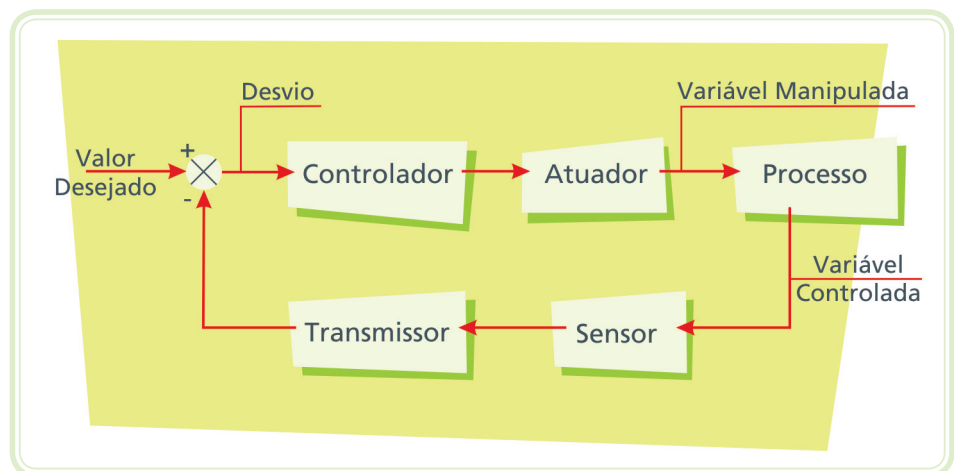 Desvio
Variável Manipulada
+
Valor
Desejado
-
Controlador
Atuador
Processo
Variável
Controlada
Transmissor
Sensor